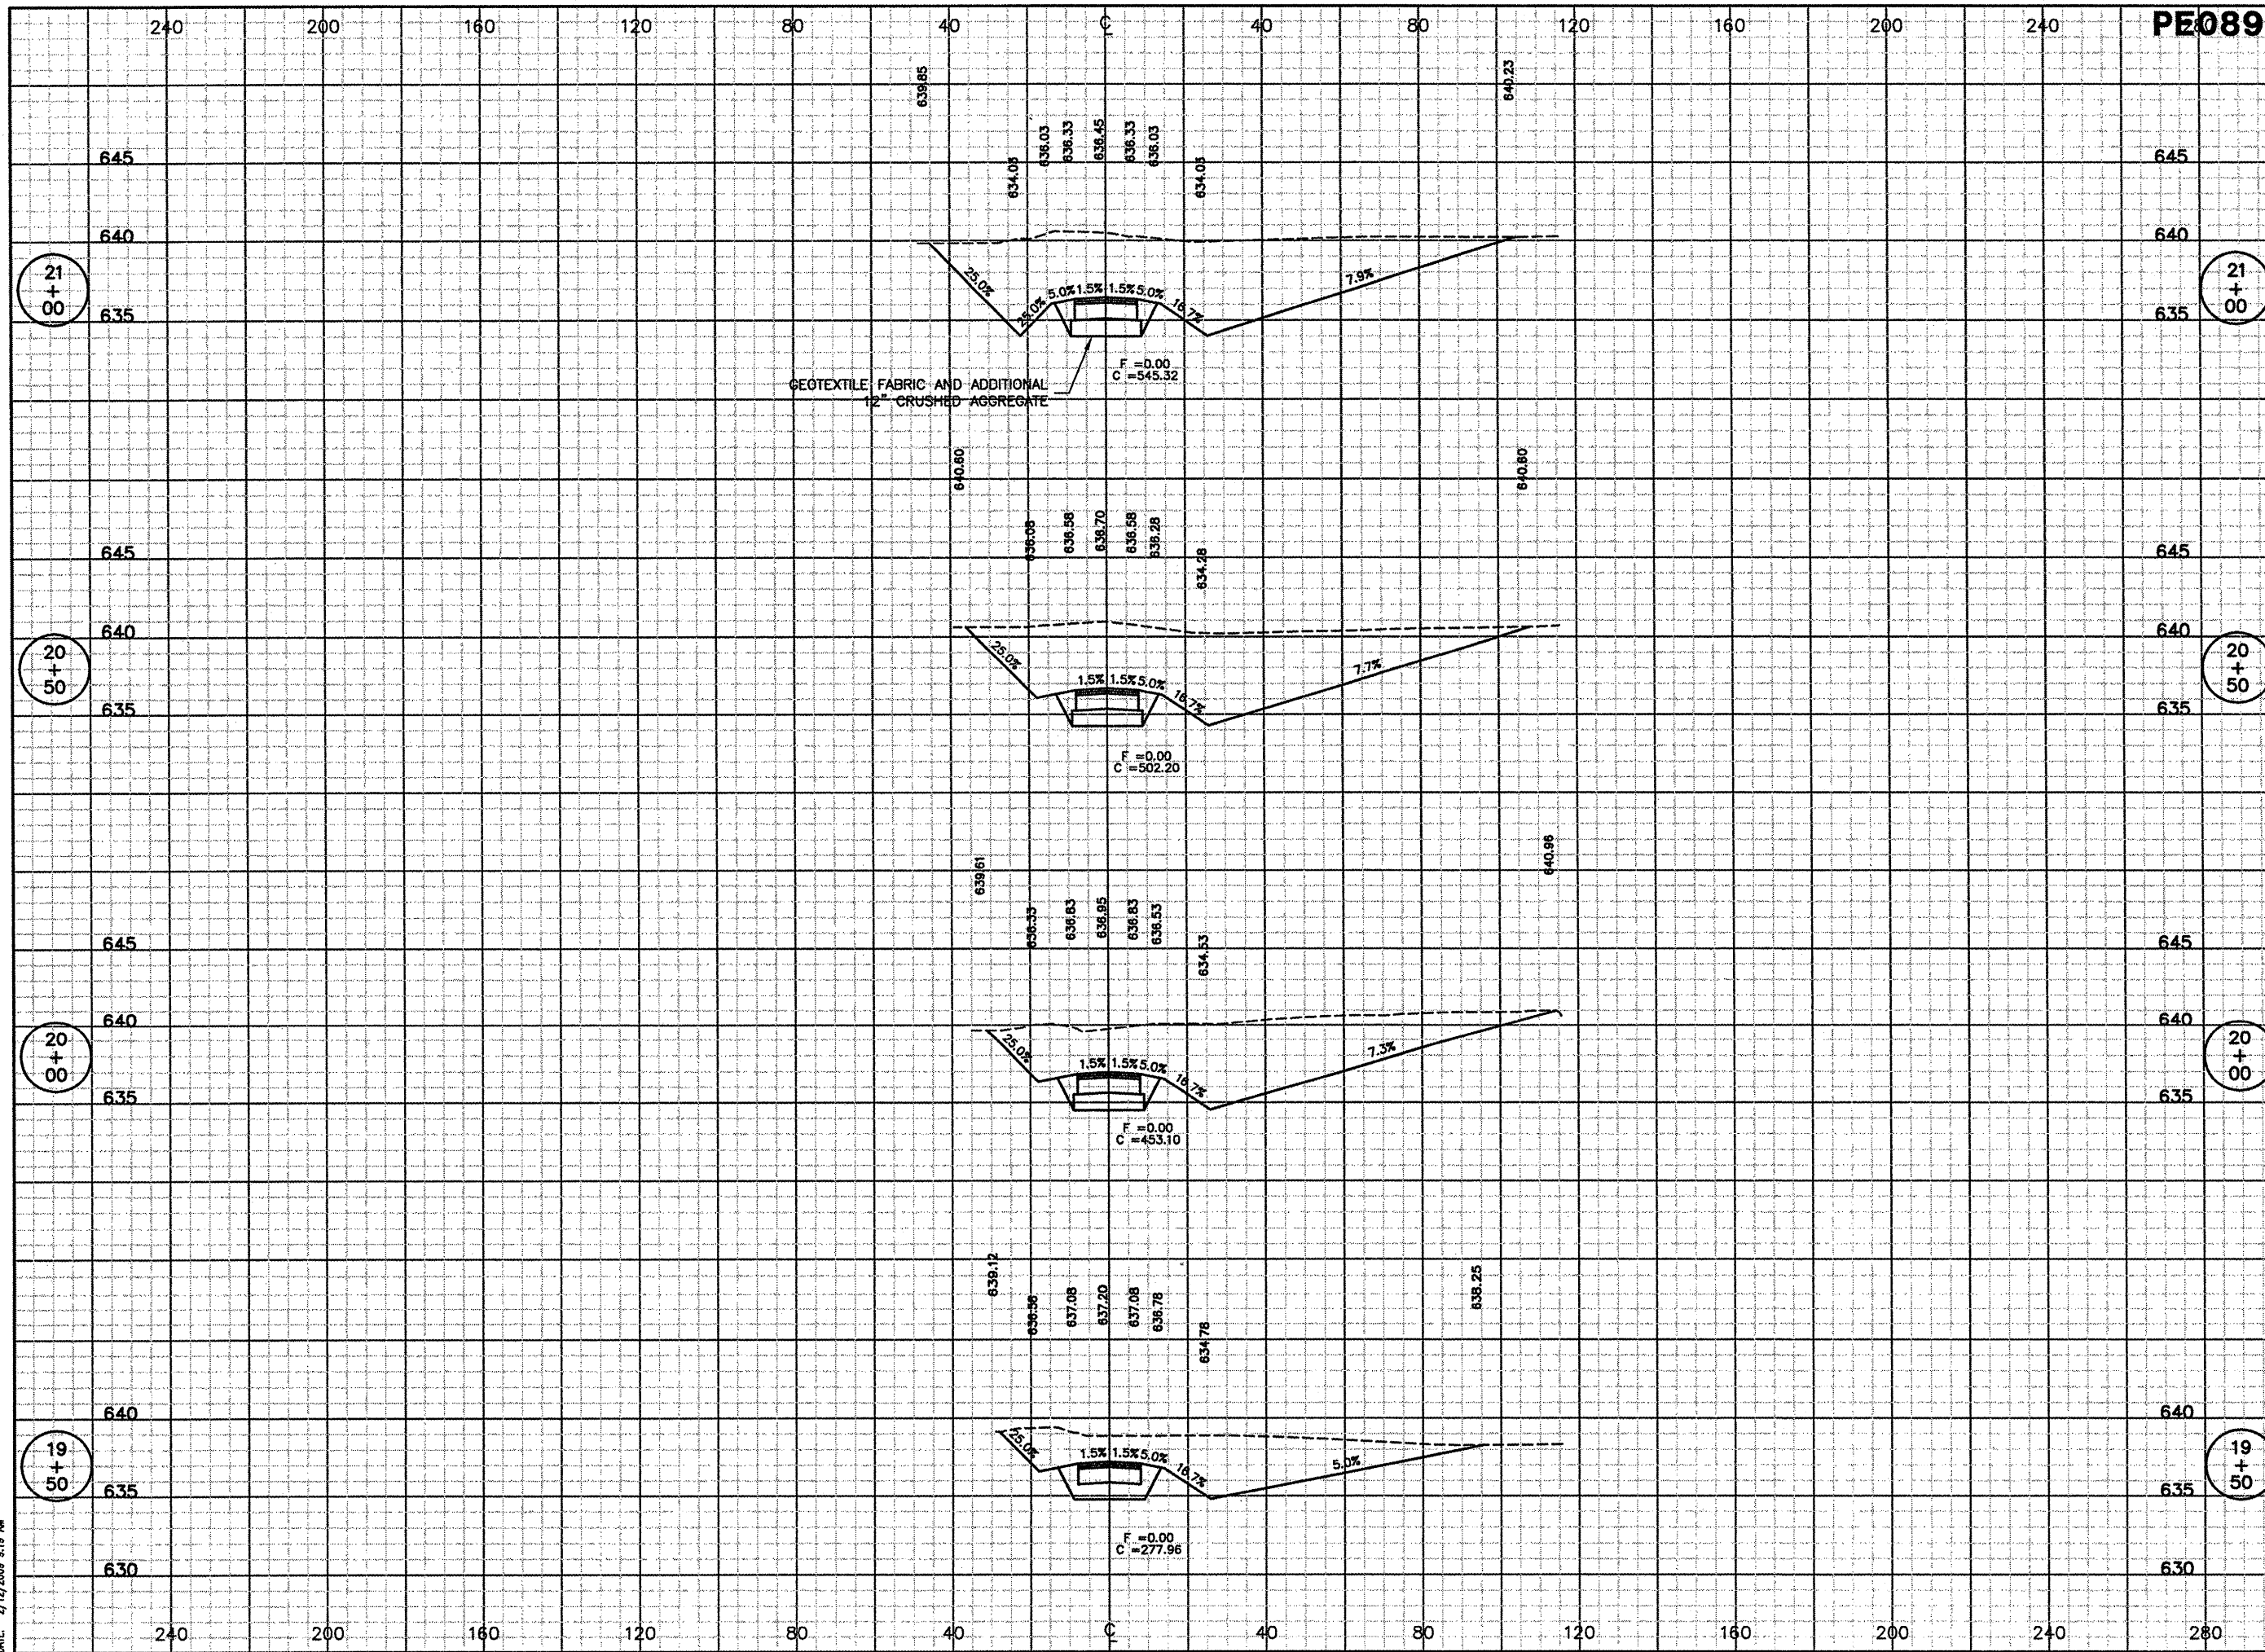 240 200 160 120 80 40 ℄ 40 80 120 160 200 240 280
PE089
639.85 640.23
634.03 636.03 636.33 636.45 636.33 636.03 634.03
645 645
640 640
21
+
00
25.0% 25.0% 5.0% 1.5% 1.5% 5.0% 16.7% 7.9%
21
+
00
635 635
F =0.00
C =545.32
GEOTEXTILE FABRIC AND ADDITIONAL
12" CRUSHED AGGREGATE
640.60 640.60
636.08 636.58 636.70 636.58 636.28 634.28
645 645
640 640
20
+
50
25.0% 1.5% 1.5% 5.0% 16.7% 7.7%
20
+
50
635 635
F =0.00
C =502.20
639.61 640.96
636.33 636.83 636.95 636.83 636.53 634.53
645 645
640 640
20
+
00
25.0% 1.5% 1.5% 5.0% 16.7% 7.3%
20
+
00
635 635
F =0.00
C =453.10
639.12 638.25
636.58 637.08 637.20 637.08 636.78 634.78
640 640
19
+
50
25.0% 1.5% 1.5% 5.0% 16.7% 5.0%
19
+
50
635 635
F =0.00
C =277.96
630 630
240 200 160 120 80 40 ℄ 40 80 120 160 200 240 280